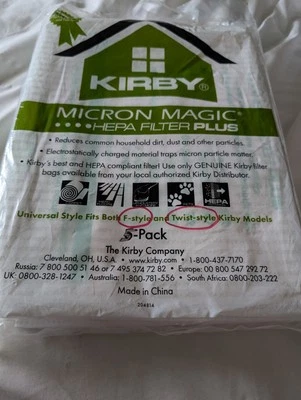 KIRBY®
MICRON MAGIC®
HEPA FILTER PLUS
• Reduces common household dirt, dust and other particles.
• Electrostatically charged material traps micron particle matter.
• Kirby's best and HEPA compliant filter! Use only GENUINE Kirby filter
bags available from your local authorized Kirby Distributor.
HEPA
Universal Style Fits Both F-style and Twist-style Kirby Models
5-Pack
The Kirby Company
Cleveland, OH, U.S.A. • www.kirby.com • 1-800-437-7170
Russia: 7 800 500 51 46 or 7 495 374 72 82 • Europe: 00 800 547 292 72
UK: 0800-328-1247 • Australia: 1-800-781-556 • South Africa: 0800-203-222
Made in China